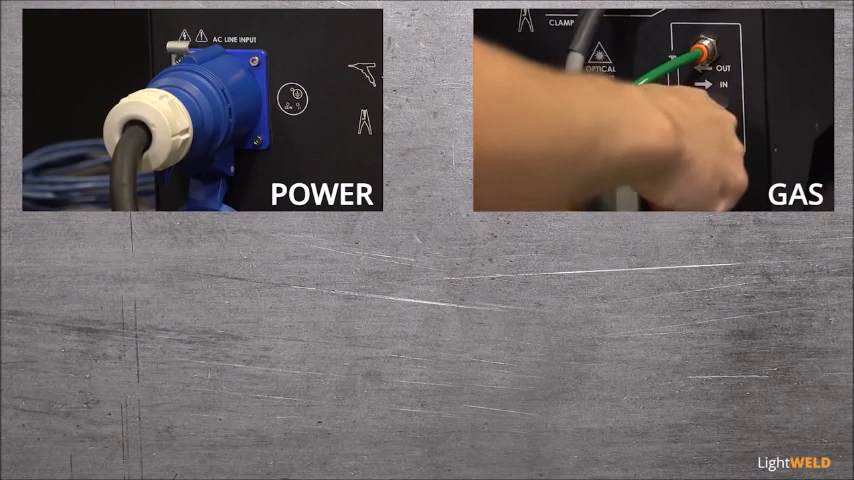 AC LINE INPUT
POWER
CLAMP
OPTICAL
OUT
IN
GAS
LightWELD